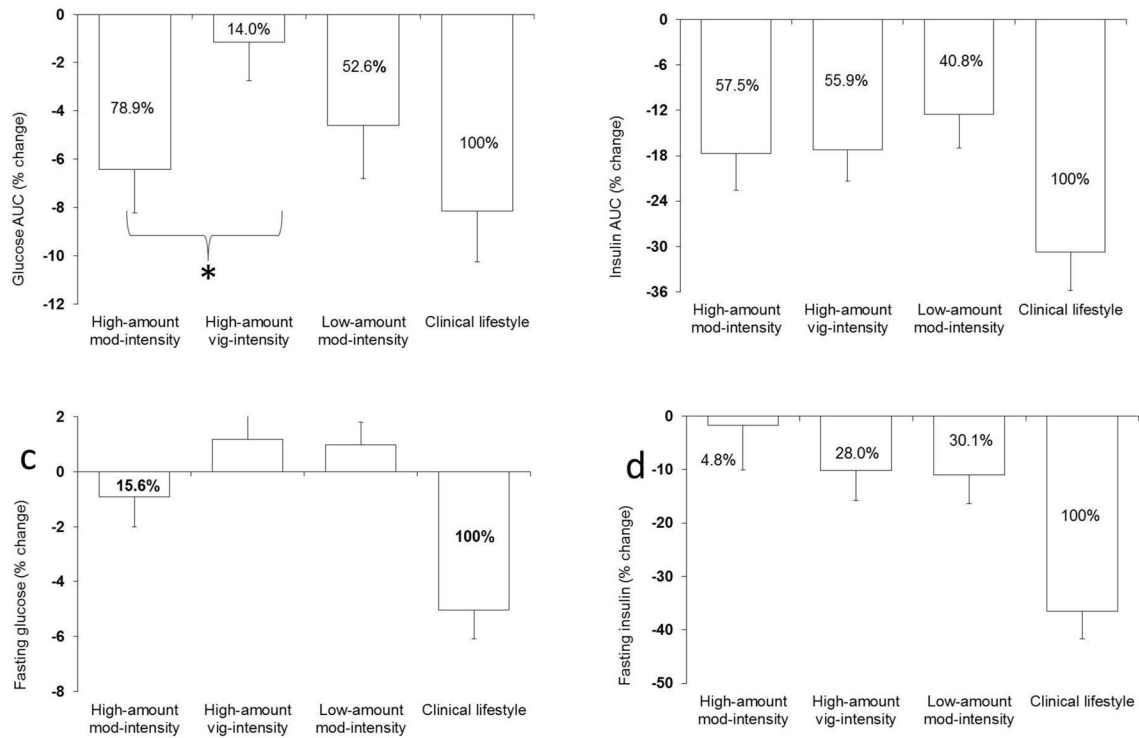 Glucose AUC (% change)
0
-2
-4
-6
-8
-10
-12
78.9%
14.0%
52.6%
100%
*
High-amount
mod-intensity
High-amount
vig-intensity
Low-amount
mod-intensity
Clinical lifestyle
Insulin AUC (% change)
0
-6
-12
-18
-24
-30
-36
57.5%
55.9%
40.8%
100%
High-amount
mod-intensity
High-amount
vig-intensity
Low-amount
mod-intensity
Clinical lifestyle
c
Fasting glucose (% change)
2
0
-2
-4
-6
-8
15.6%
100%
High-amount
mod-intensity
High-amount
vig-intensity
Low-amount
mod-intensity
Clinical lifestyle
d
Fasting insulin (% change)
0
-10
-20
-30
-40
-50
4.8%
28.0%
30.1%
100%
High-amount
mod-intensity
High-amount
vig-intensity
Low-amount
mod-intensity
Clinical lifestyle